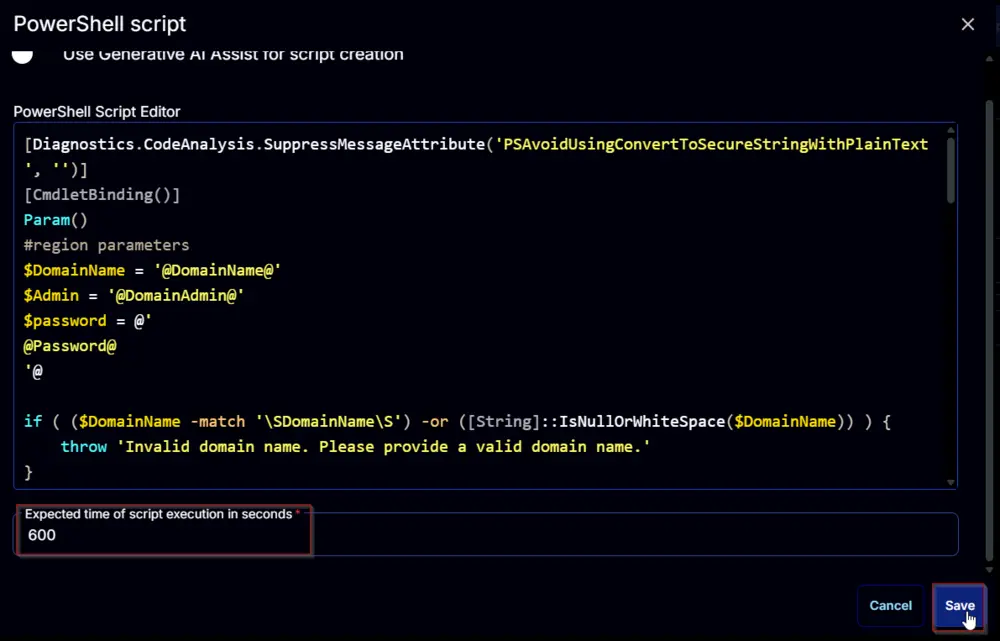 PowerShell script
Use Generative AI Assist for script creation
PowerShell Script Editor
[Diagnostics.CodeAnalysis.SuppressMessageAttribute('PSAvoidUsingConvertToSecureStringWithPlainText
', '')]
[CmdletBinding()]
Param()
#region parameters
$DomainName = '@DomainName@'
$Admin = '@DomainAdmin@'
$password = @'
@Password@
'@
if ( ($DomainName -match '\SDomainName\S') -or ([String]::IsNullOrWhiteSpace($DomainName)) ) {
    throw 'Invalid domain name. Please provide a valid domain name.'
}
Expected time of script execution in seconds *
600
Cancel Save